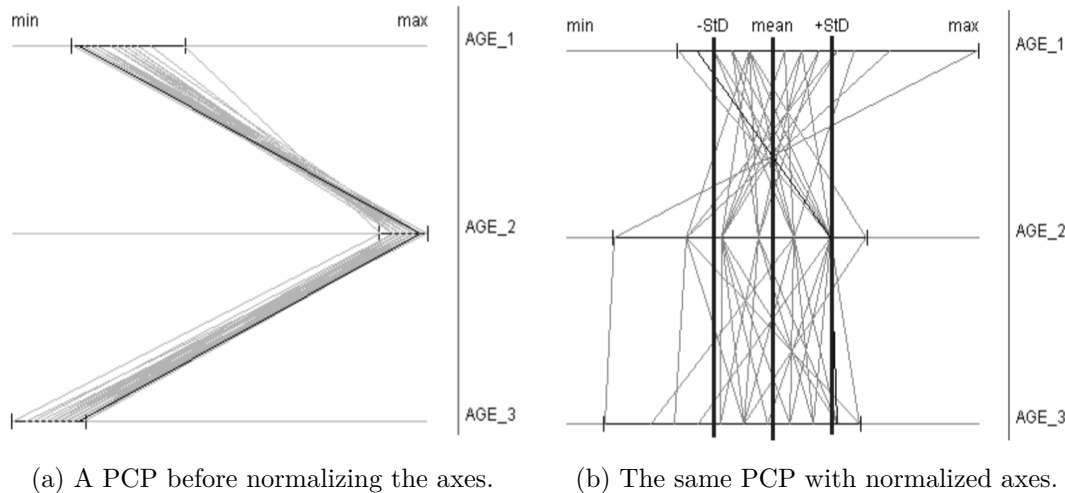 min max
AGE_1
AGE_2
AGE_3
min -StD mean +StD max
AGE_1
AGE_2
AGE_3
(a) A PCP before normalizing the axes.
(b) The same PCP with normalized axes.